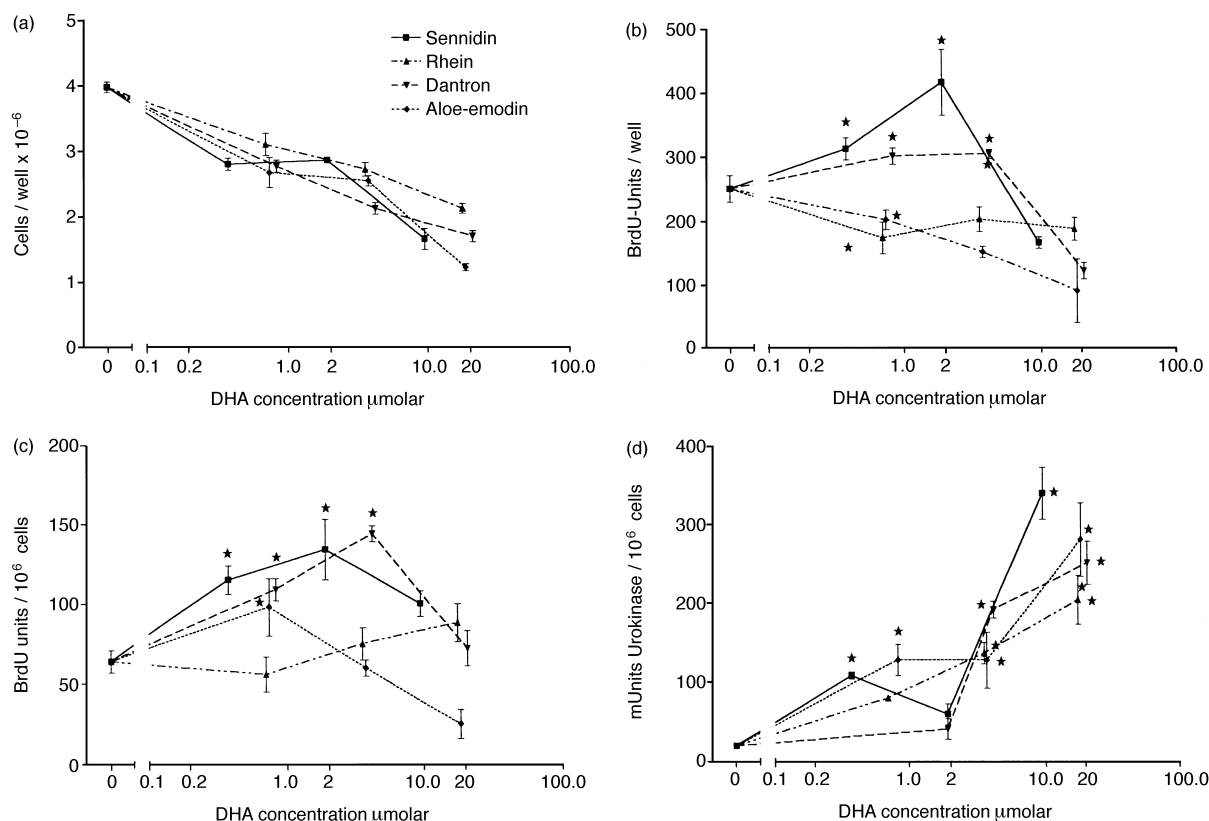 (a)
5
4
3
2
1
0
Cells / well x 10⁻⁶
Sennidin
Rhein
Dantron
Aloe-emodin
0 0.1 0.2 1.0 2 10.0 20 100.0
DHA concentration μmolar
(b)
500
400
300
200
100
0
BrdU-Units / well
0 0.1 0.2 1.0 2 10.0 20 100.0
DHA concentration μmolar
(c)
200
150
100
50
0
BrdU units / 10⁶ cells
0 0.1 0.2 1.0 2 10.0 20 100.0
DHA concentration μmolar
(d)
400
300
200
100
0
mUnits Urokinase / 10⁶ cells
0 0.1 0.2 1.0 2 10.0 20 100.0
DHA concentration μmolar